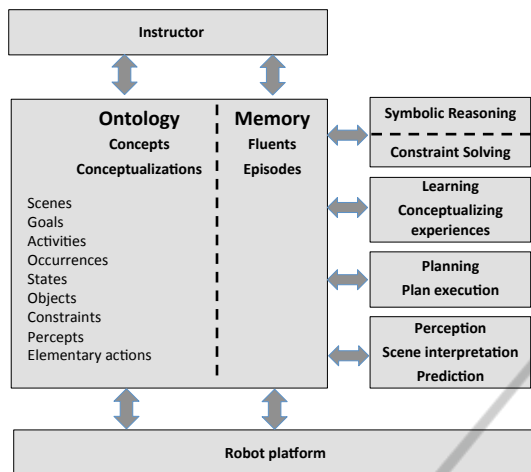 Instructor
Ontology
Concepts
Conceptualizations
Scenes
Goals
Activities
Occurrences
States
Objects
Constraints
Percepts
Elementary actions
Memory
Fluents
Episodes
Symbolic Reasoning
Constraint Solving
Learning
Conceptualizing
experiences
Planning
Plan execution
Perception
Scene interpretation
Prediction
Robot platform